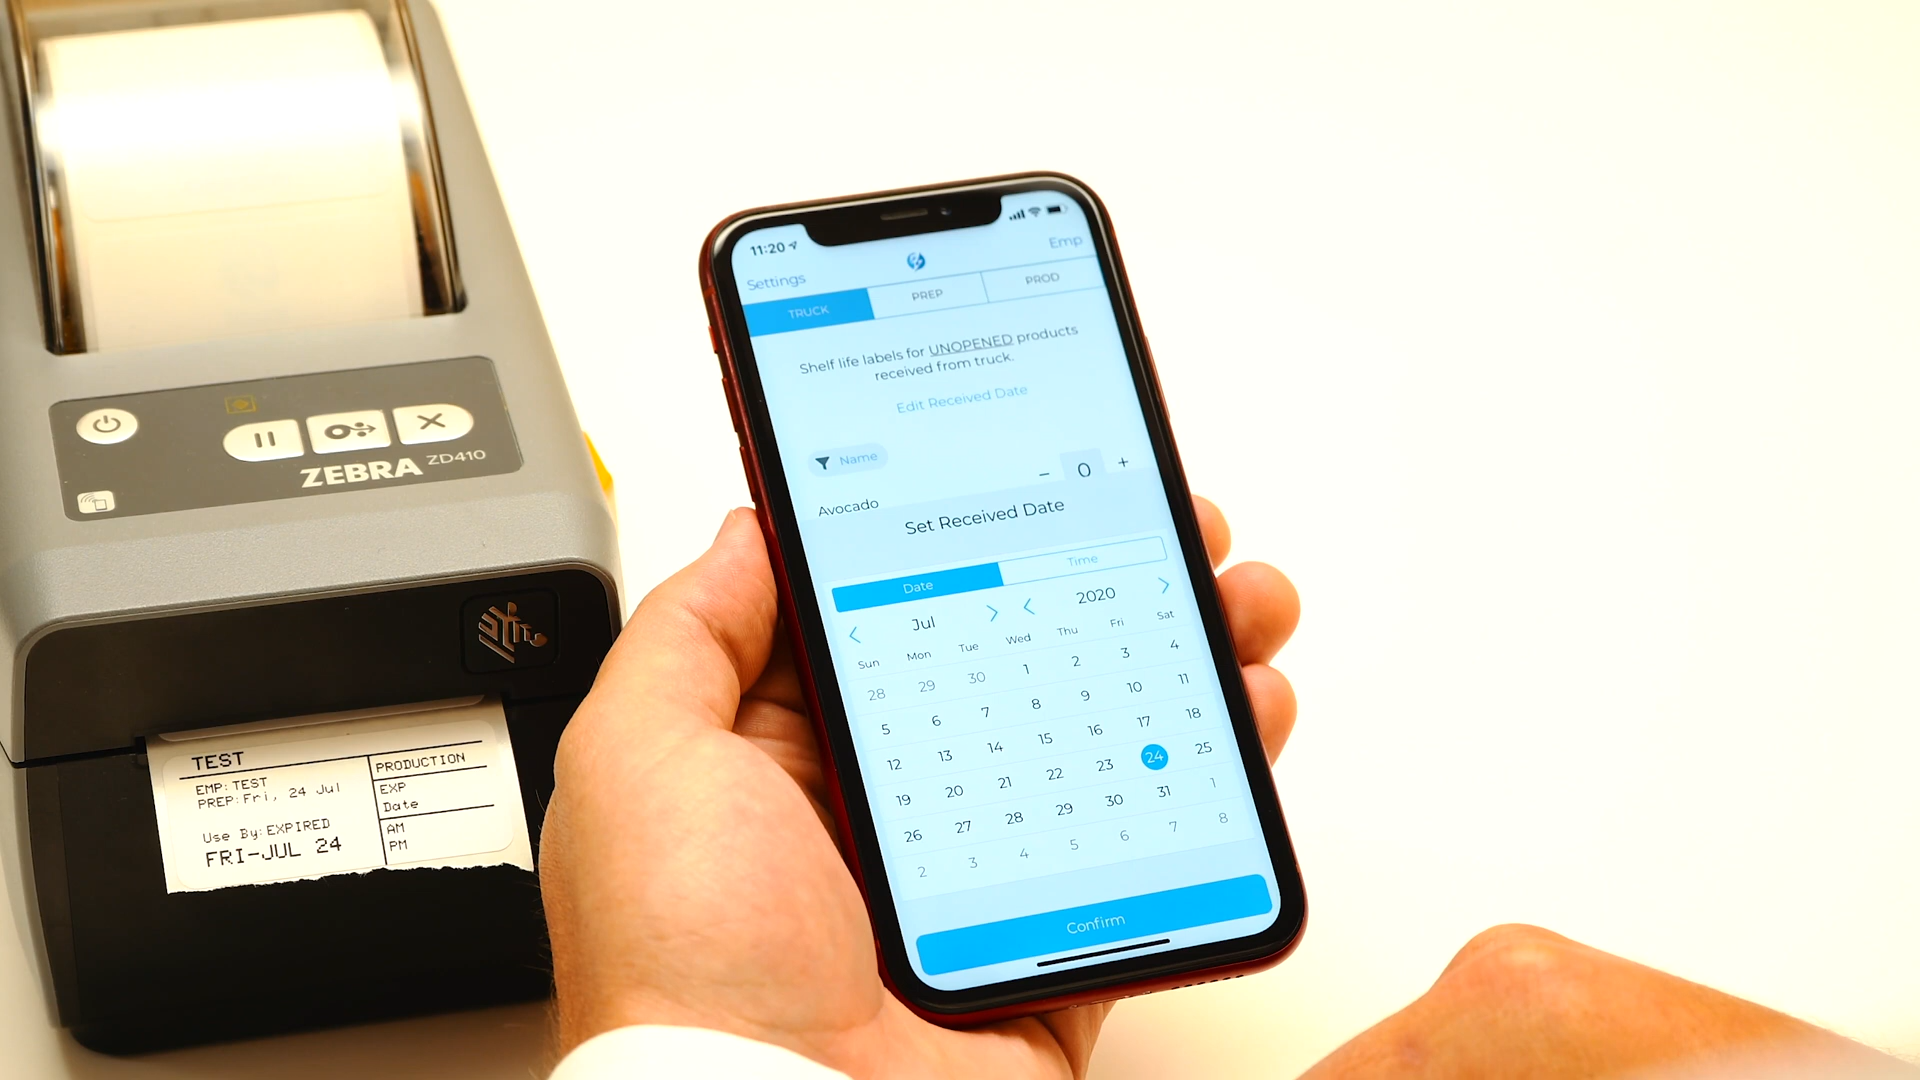 ZEBRA ZD410
TEST
EMP: TEST
PREP: Fri, 24 Jul
Use By: EXPIRED
FRI-JUL 24
PRODUCTION
EXP
Date
AM
PM
11:20
Settings
Emp
TRUCK PREP PROD
Shelf life labels for UNOPENED products
received from truck.
Edit Received Date
Name
Avocado
− 0 +
Set Received Date
Date Time
< Jul > < 2020 >
Sun Mon Tue Wed Thu Fri Sat
28 29 30 1 2 3 4
5 6 7 8 9 10 11
12 13 14 15 16 17 18
19 20 21 22 23 24 25
26 27 28 29 30 31 1
2 3 4 5 6 7 8
Confirm